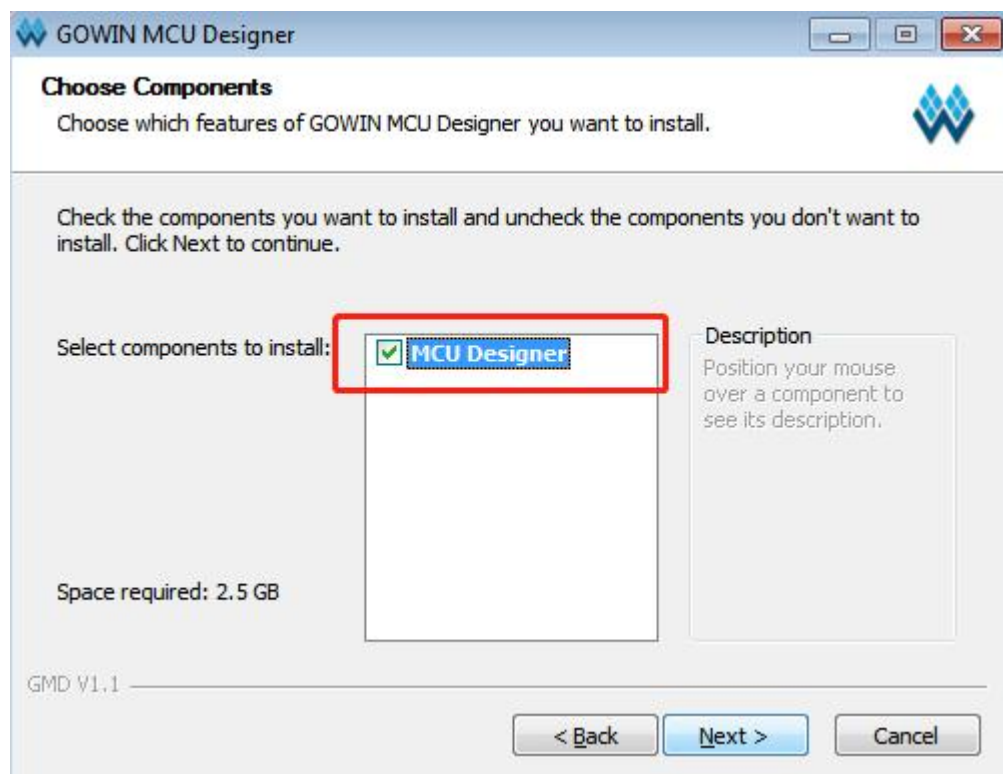 GOWIN MCU Designer
Choose Components
Choose which features of GOWIN MCU Designer you want to install.
Check the components you want to install and uncheck the components you don't want to
install. Click Next to continue.
Select components to install:
MCU Designer
Description
Position your mouse
over a component to
see its description.
Space required: 2.5 GB
GMD V1.1
< Back
Next >
Cancel